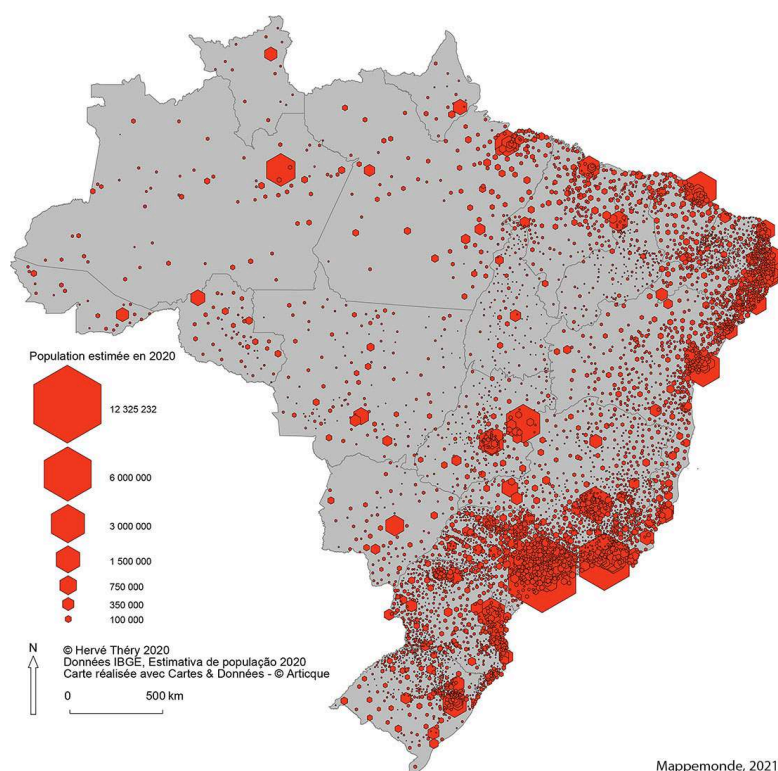 Population estimée en 2020
12 325 232
6 000 000
3 000 000
1 500 000
750 000
350 000
100 000
N
© Hervé Théry 2020
Données IBGE, Estimativa de população 2020
Carte réalisée avec Cartes & Données - © Articque
0 500 km
Mappemonde, 2021